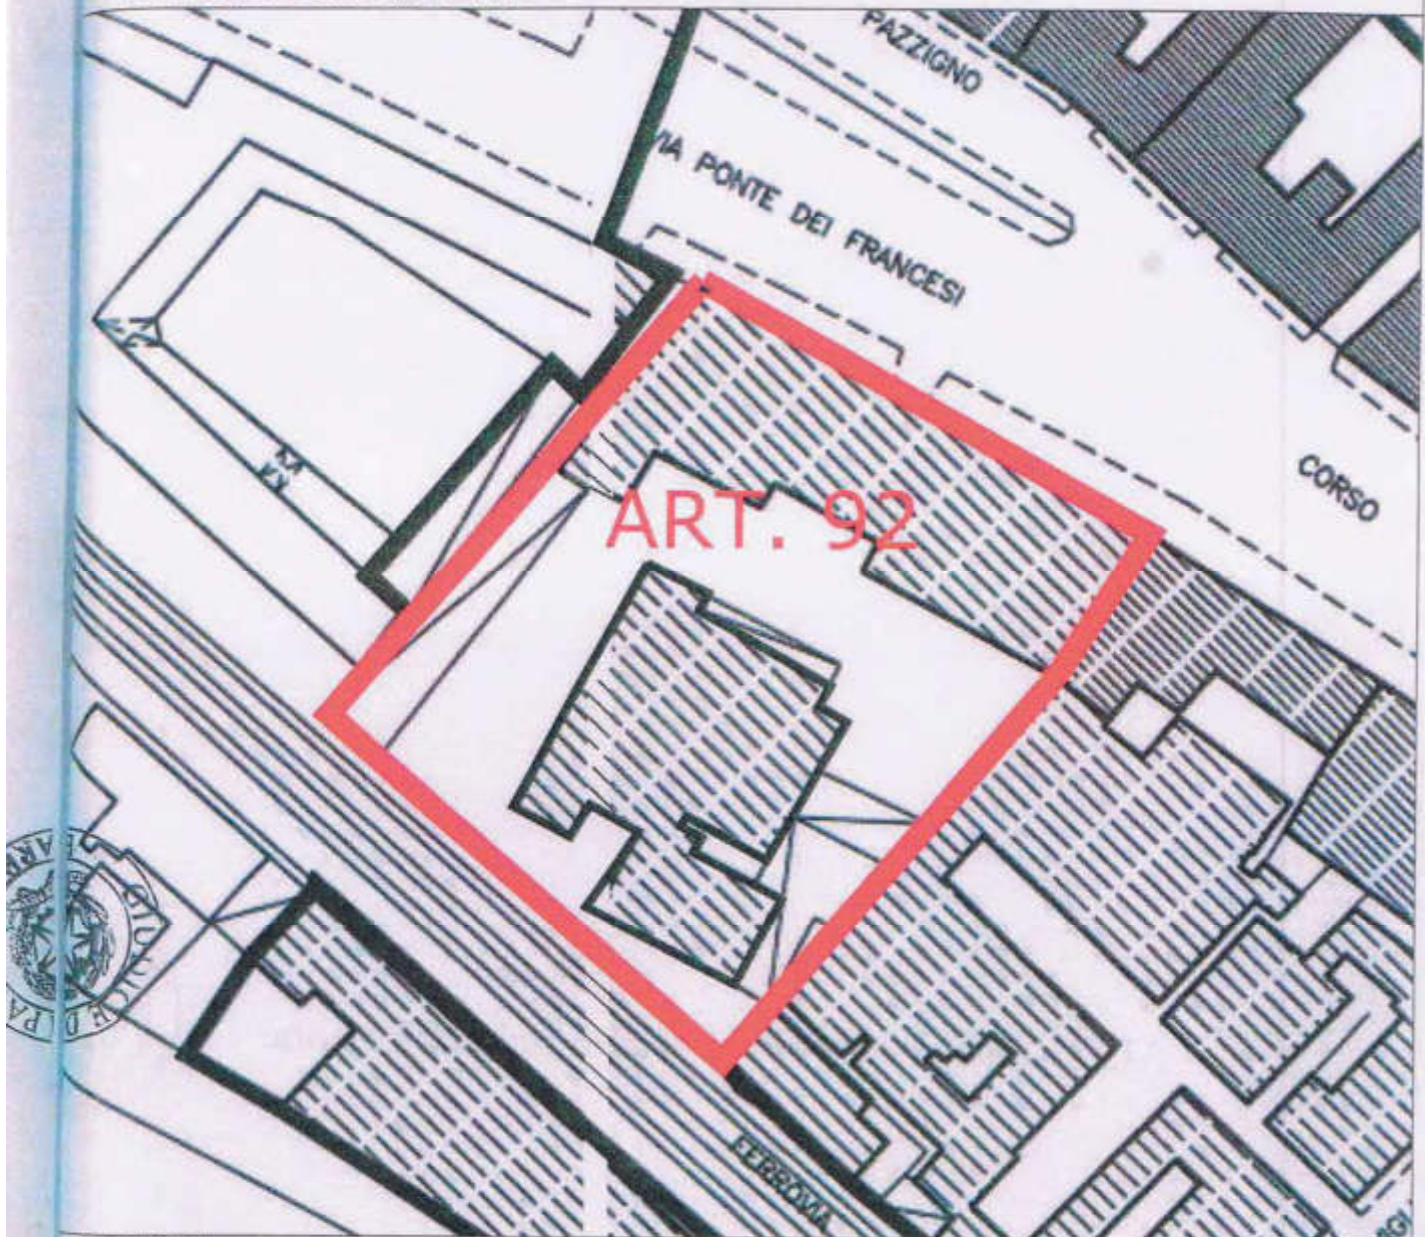 PAZZIGNO
VIA PONTE DEI FRANCESI
CORSO
ART. 92
FERROVIA